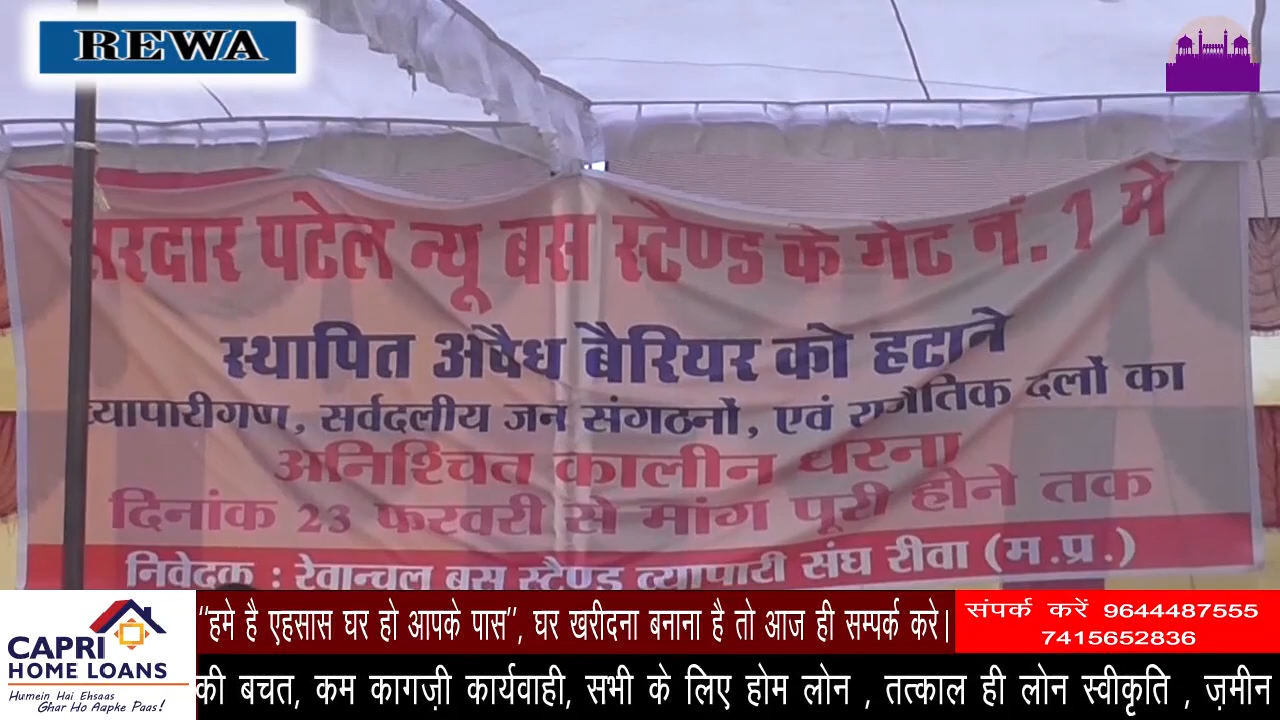 REWA
सरदार पटेल न्यू बस स्टैण्ड के गेट नं. 1 में
स्थापित अवैध बैरियर को हटाने
व्यापारीगण, सर्वदलीय जन संगठनों, एवं राजनैतिक दलों का
अनिश्चित कालीन धरना
दिनांक 23 फरवरी से मांग पूरी होने तक
निवेदक : रेवान्चल बस स्टैण्ड व्यापारी संघ रीवा (म.प्र.)
CAPRI
HOME LOANS
Humein Hai Ehsaas
Ghar Ho Aapke Paas!
"हमे है एहसास घर हो आपके पास", घर खरीदना बनाना है तो आज ही सम्पर्क करे।
संपर्क करें 9644487555
7415652836
की बचत, कम कागज़ी कार्यवाही, सभी के लिए होम लोन , तत्काल ही लोन स्वीकृति , ज़मीन